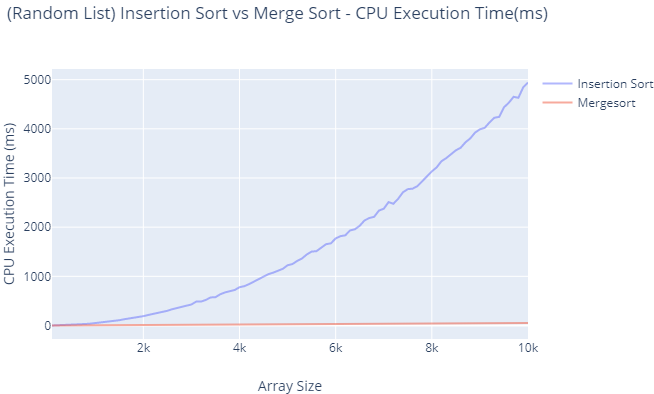 (Random List) Insertion Sort vs Merge Sort - CPU Execution Time(ms)
Insertion Sort
Mergesort
CPU Execution Time (ms)
5000
4000
3000
2000
1000
0
2k 4k 6k 8k 10k
Array Size